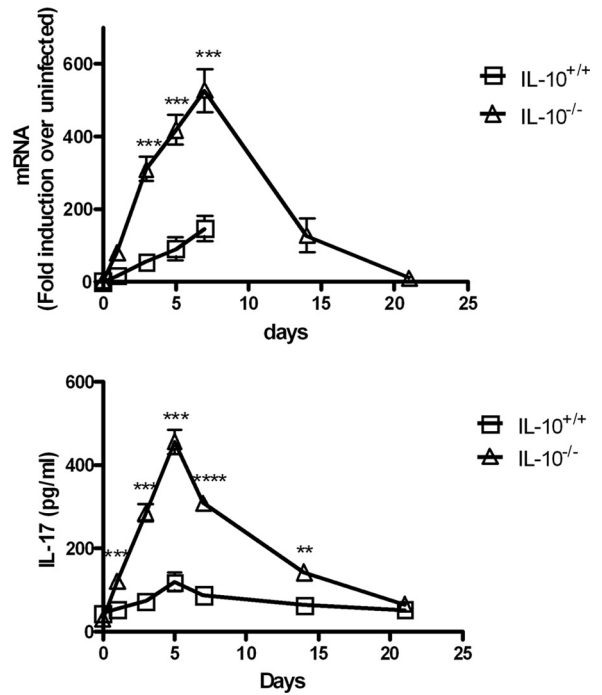 mRNA
(Fold induction over uninfected)
600
400
200
0
***
***
***
IL-10+/+
IL-10-/-
0 5 10 15 20 25
days
IL-17 (pg/ml)
600
400
200
0
***
***
***
****
**
IL-10+/+
IL-10-/-
0 5 10 15 20 25
Days